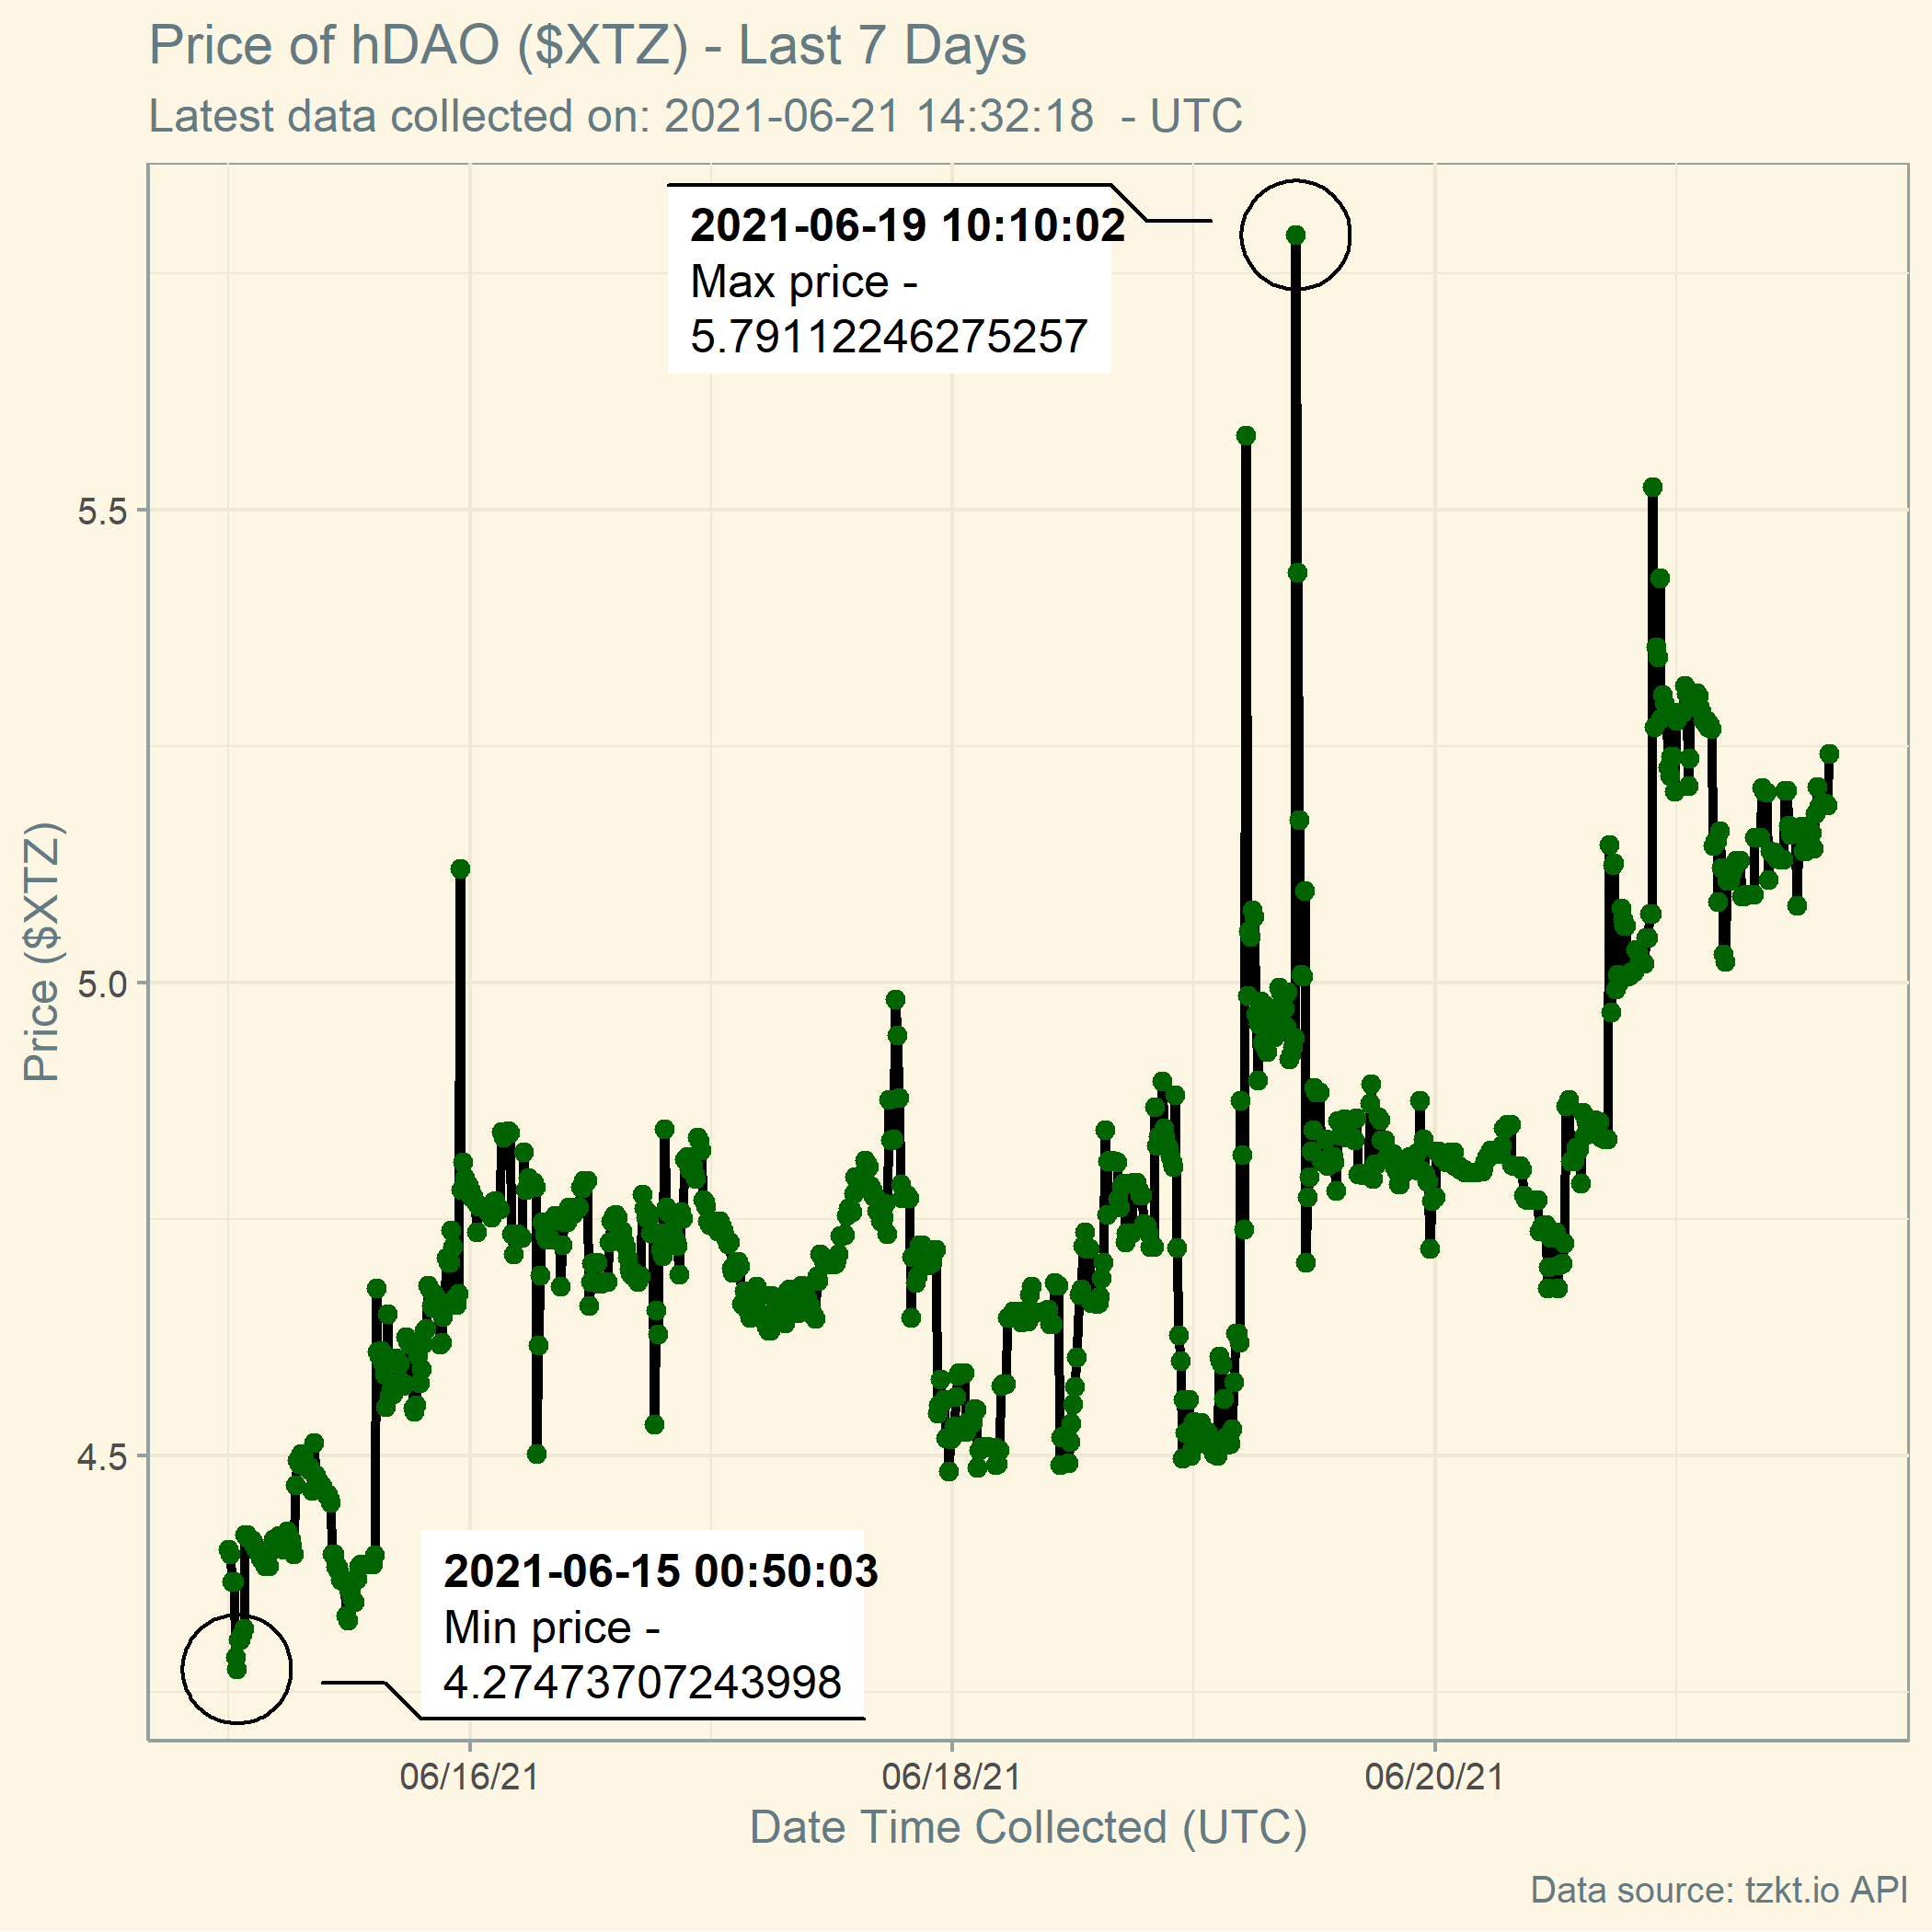 Price of hDAO ($XTZ) - Last 7 Days
Latest data collected on: 2021-06-21 14:32:18  - UTC
2021-06-19 10:10:02
Max price -
5.79112246275257
5.5
5.0
4.5
Price ($XTZ)
2021-06-15 00:50:03
Min price -
4.27473707243998
06/16/21
06/18/21
06/20/21
Date Time Collected (UTC)
Data source: tzkt.io API